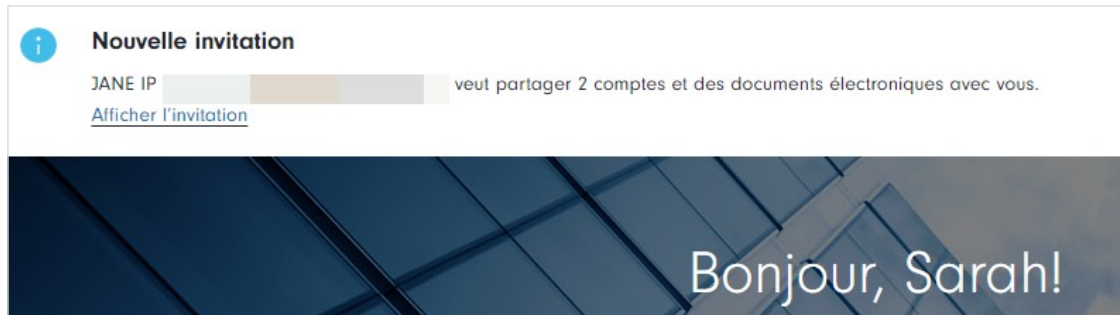 Nouvelle invitation
JANE IP veut partager 2 comptes et des documents électroniques avec vous.
Afficher l'invitation
Bonjour, Sarah!